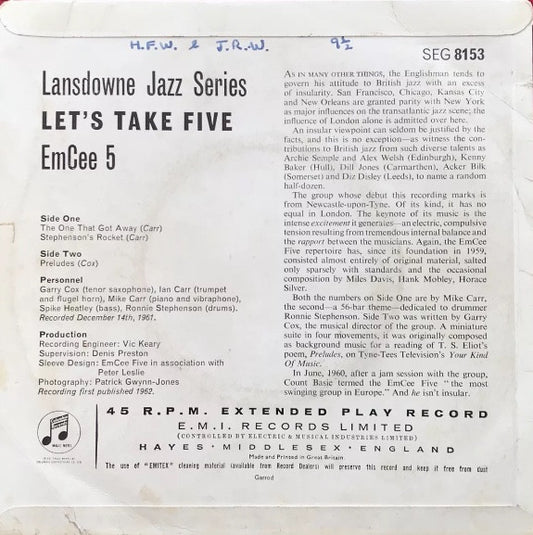 H.F.W. & J.R.W. 9½
SEG 8153
Lansdowne Jazz Series
LET'S TAKE FIVE
EmCee 5
Side One
The One That Got Away (Carr)
Stephenson's Rocket (Carr)
Side Two
Preludes (Cox)
Personnel
Garry Cox (tenor saxophone), Ian Carr (trumpet
and flugel horn), Mike Carr (piano and vibraphone),
Spike Heatley (bass), Ronnie Stephenson (drums).
Recorded December 14th, 1961.
Production
Recording Engineer: Vic Keary
Supervision: Denis Preston
Sleeve Design: EmCee Five in association with
Peter Leslie
Photography: Patrick Gwynn-Jones
Recording first published 1962.
As in many other things, the Englishman tends to
govern his attitude to British jazz with an excess
of insularity. San Francisco, Chicago, Kansas City
and New Orleans are granted parity with New York
as major influences on the transatlantic jazz scene; the
influence of London alone is admitted over here.
An insular viewpoint can seldom be justified by the
facts, and this is no exception—as witness the con-
tributions to British jazz from such diverse talents as
Archie Semple and Alex Welsh (Edinburgh), Kenny
Baker (Hull), Dill Jones (Carmarthen), Acker Bilk
(Somerset) and Diz Disley (Leeds), to name a random
half-dozen.
The group whose debut this recording marks is
from Newcastle-upon-Tyne. Of its kind, it has no
equal in London. The keynote of its music is the
intense excitement it generates—an electric, compulsive
tension resulting from tremendous internal balance and
the rapport between the musicians. Again, the EmCee
Five repertoire has, since its foundation in 1959,
consisted almost entirely of original material, salted
only sparsely with standards and the occasional
composition by Miles Davis, Hank Mobley, Horace
Silver.
Both the numbers on Side One are by Mike Carr,
the second—a 56-bar theme—dedicated to drummer
Ronnie Stephenson. Side Two was written by Garry
Cox, the musical director of the group. A miniature
suite in four movements, it was originally composed
as background music for a reading of T. S. Eliot's
poem, Preludes, on Tyne-Tees Television's Your Kind
Of Music.
In June, 1960, after a jam session with the group,
Count Basie termed the EmCee Five "the most
swinging group in Europe." And he isn't insular.
45 R.P.M. EXTENDED PLAY RECORD
E.M.I. RECORDS LIMITED
(CONTROLLED BY ELECTRIC & MUSICAL INDUSTRIES LIMITED)
HAYES • MIDDLESEX • ENGLAND
Made and Printed in Great Britain.
The use of "EMITEX" cleaning material (available from Record Dealers) will preserve this record and keep it free from dust
Garrod